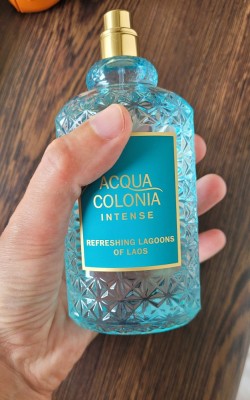 ACQUA
COLONIA
INTENSE
REFRESHING LAGOONS
OF LAOS